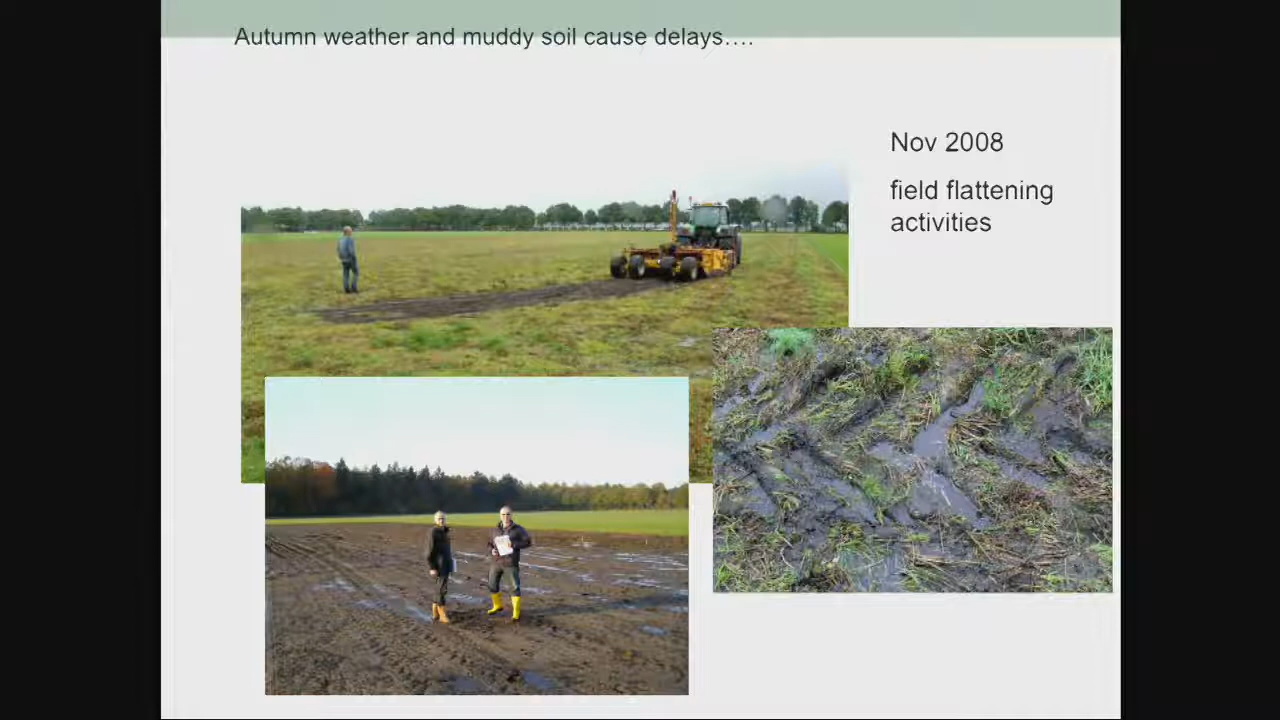 Autumn weather and muddy soil cause delays….
Nov 2008
field flattening
activities